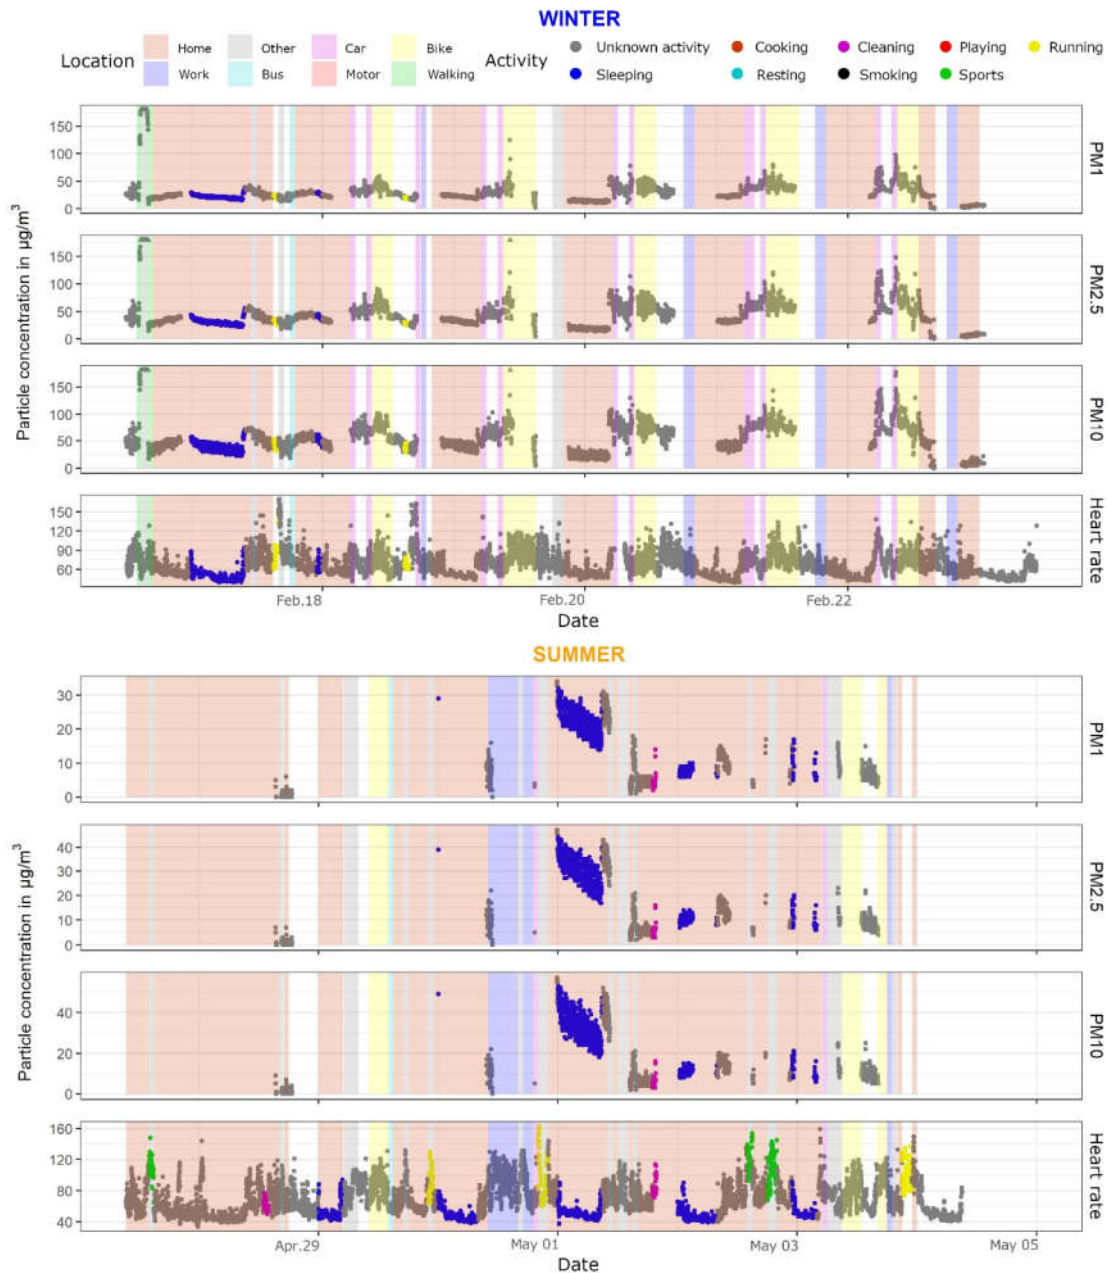 WINTER
Location Home Other Car Bike Activity Unknown activity Cooking Cleaning Playing Running
Work Bus Motor Walking Sleeping Resting Smoking Sports
150
100
50
0
PM1
150
100
50
0
PM2.5
150
100
50
0
PM10
150
120
90
60
Heart rate
Particle concentration in µg/m³
Feb.18 Feb.20 Feb.22
Date
SUMMER
30
20
10
0
PM1
40
30
20
10
0
PM2.5
40
20
0
PM10
160
120
80
40
Heart rate
Particle concentration in µg/m³
Apr.29 May 01 May 03 May 05
Date